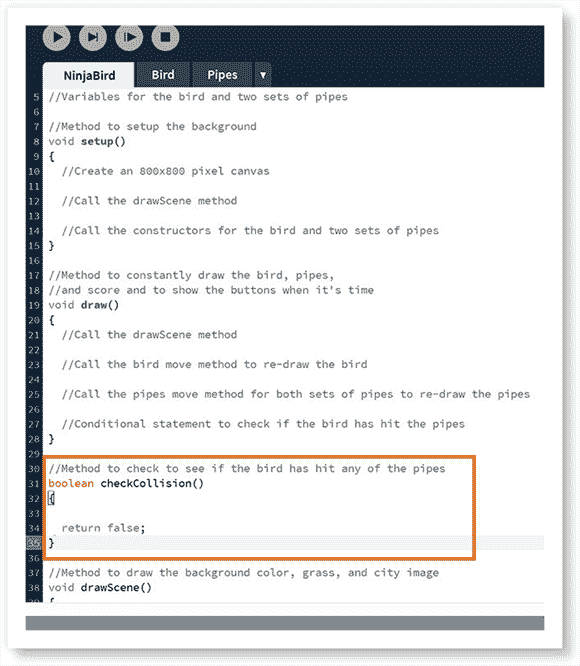 NinjaBird Bird Pipes ▼
5 //Variables for the bird and two sets of pipes
6
7 //Method to setup the background
8 void setup()
9 {
10 //Create an 800x800 pixel canvas
11
12 //Call the drawScene method
13
14 //Call the constructors for the bird and two sets of pipes
15 }
16
17 //Method to constantly draw the bird, pipes,
18 //and score and to show the buttons when it's time
19 void draw()
20 {
21 //Call the drawScene method
22
23 //Call the bird move method to re-draw the bird
24
25 //Call the pipes move method for both sets of pipes to re-draw the pipes
26
27 //Conditional statement to check if the bird has hit the pipes
28 }
29
30 //Method to check to see if the bird has hit any of the pipes
31 boolean checkCollision()
32 {
33
34 return false;
35 }
36
37 //Method to draw the background color, grass, and city image
38 void drawScene()
39 {